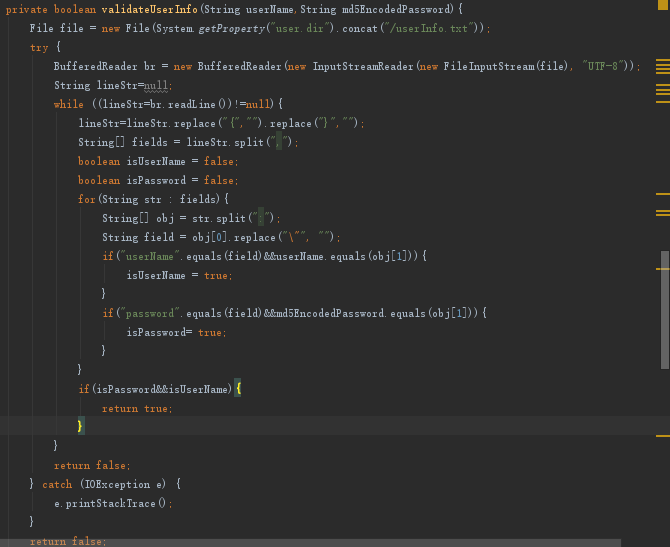 private boolean validateUserInfo(String userName,String md5EncodedPassword){
File file = new File(System.getProperty("user.dir").concat("/userInfo.txt"));
try {
BufferedReader br = new BufferedReader(new InputStreamReader(new FileInputStream(file), "UTF-8"));
String lineStr=null;
while ((lineStr=br.readLine())!=null){
lineStr=lineStr.replace("{","").replace("}","");
String[] fields = lineStr.split(",");
boolean isUserName = false;
boolean isPassword = false;
for(String str : fields){
String[] obj = str.split(":");
String field = obj[0].replace("\"", "");
if("userName".equals(field)&&userName.equals(obj[1])){
isUserName = true;
}
if("password".equals(field)&&md5EncodedPassword.equals(obj[1])){
isPassword= true;
}
}
if(isPassword&&isUserName){
return true;
}
}
return false;
} catch (IOException e) {
e.printStackTrace();
}
return false;